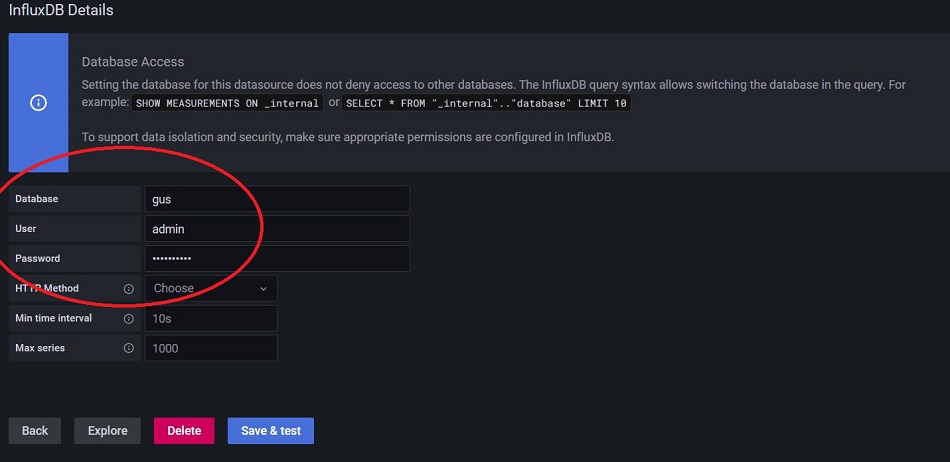 InfluxDB Details
Database Access
Setting the database for this datasource does not deny access to other databases. The InfluxDB query syntax allows switching the database in the query. For
example: SHOW MEASUREMENTS ON _internal or SELECT * FROM "_internal".."database" LIMIT 10
To support data isolation and security, make sure appropriate permissions are configured in InfluxDB.
Database gus
User admin
Password ••••••••••
HTTP Method Choose
Min time interval 10s
Max series 1000
Back Explore Delete Save & test